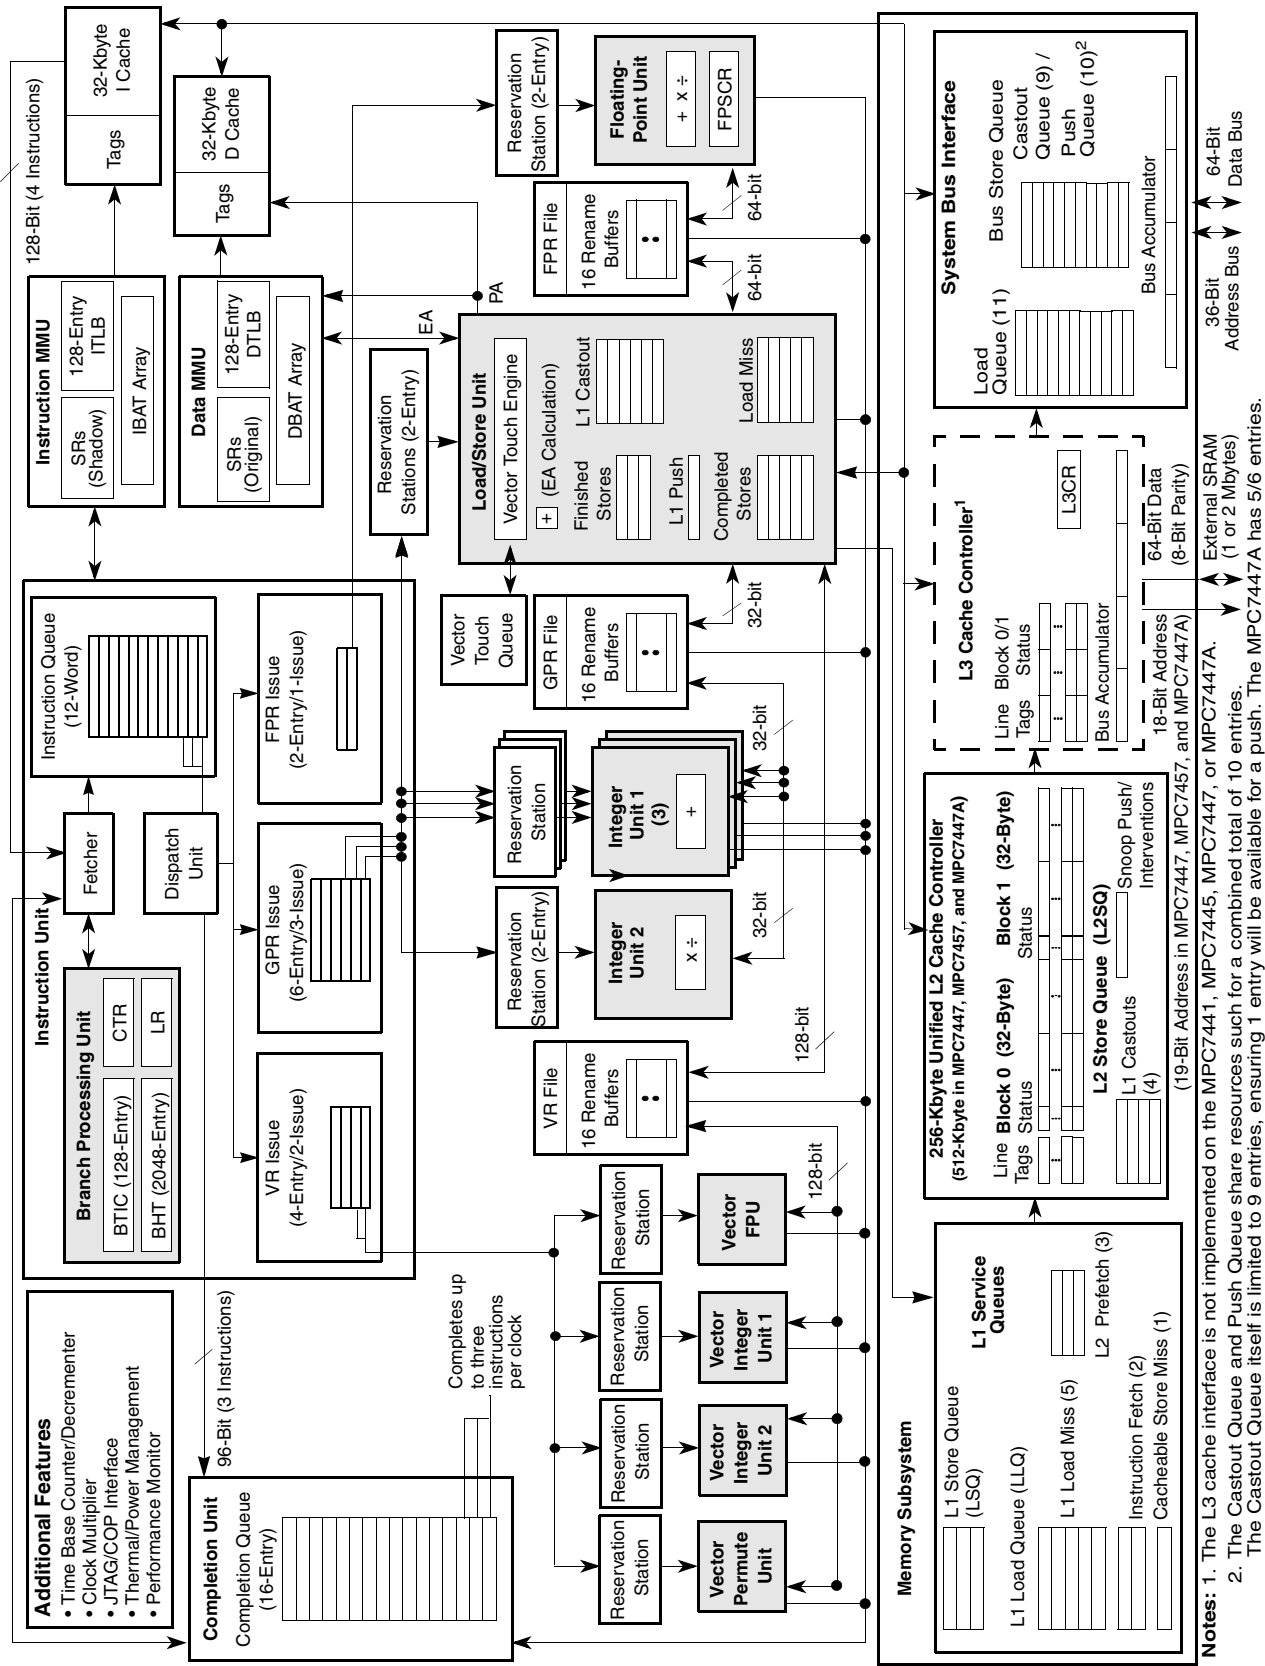 Additional Features
• Time Base Counter/Decrementer
• Clock Multiplier
• JTAG/COP Interface
• Thermal/Power Management
• Performance Monitor
Instruction Unit
Branch Processing Unit
BTIC (128-Entry)
CTR
BHT (2048-Entry)
LR
Fetcher
Dispatch
Unit
Instruction Queue
(12-Word)
VR Issue
(4-Entry/2-Issue)
GPR Issue
(6-Entry/3-Issue)
FPR Issue
(2-Entry/1-Issue)
96-Bit (3 Instructions)
128-Bit (4 Instructions)
Instruction MMU
SRs
(Shadow)
128-Entry
ITLB
IBAT Array
Data MMU
SRs
(Original)
128-Entry
DTLB
DBAT Array
Tags
32-Kbyte
I Cache
Tags
32-Kbyte
D Cache
EA
PA
Completion Unit
Completion Queue
(16-Entry)
Completes up
to three
instructions
per clock
Reservation
Station
Reservation
Station
Reservation
Station
Reservation
Station
Vector
Permute
Unit
Vector
Integer
Unit 2
Vector
Integer
Unit 1
Vector
FPU
128-bit
VR File
16 Rename
Buffers
128-bit
Reservation
Station (2-Entry)
Integer
Unit 2
x ÷
32-bit
Reservation
Station
Integer
Unit 1
(3)
+
32-bit
Vector
Touch
Queue
GPR File
16 Rename
Buffers
32-bit
Reservation
Stations (2-Entry)
Load/Store Unit
Vector Touch Engine
+ (EA Calculation)
Finished
Stores
L1 Castout
L1 Push
Completed
Stores
Load Miss
64-bit
FPR File
16 Rename
Buffers
64-bit
Reservation
Station (2-Entry)
Floating-
Point Unit
+ x ÷
FPSCR
Memory Subsystem
L1 Store Queue
(LSQ)
L1 Load Queue (LLQ)
L1 Load Miss (5)
Instruction Fetch (2)
Cacheable Store Miss (1)
L1 Service
Queues
L2 Prefetch (3)
256-Kbyte Unified L2 Cache Controller
(512-Kbyte in MPC7447, MPC7457, and MPC7447A)
Line
Tags
Block 0 (32-Byte)
Status
Block 1 (32-Byte)
Status
L2 Store Queue (L2SQ)
L1 Castouts
(4)
Snoop Push/
Interventions
L3 Cache Controller1
Line
Tags
Block 0/1
Status
L3CR
Bus Accumulator
18-Bit Address
(19-Bit Address in MPC7447, MPC7457, and MPC7447A)
64-Bit Data
(8-Bit Parity)
External SRAM
(1 or 2 Mbytes)
System Bus Interface
Load
Queue (11)
Bus Store Queue
Castout
Queue (9) /
Push
Queue (10)2
Bus Accumulator
36-Bit
Address Bus
64-Bit
Data Bus
Notes: 1. The L3 cache interface is not implemented on the MPC7441, MPC7445, MPC7447, or MPC7447A.
2. The Castout Queue and Push Queue share resources such for a combined total of 10 entries.
The Castout Queue itself is limited to 9 entries, ensuring 1 entry will be available for a push. The MPC7447A has 5/6 entries.